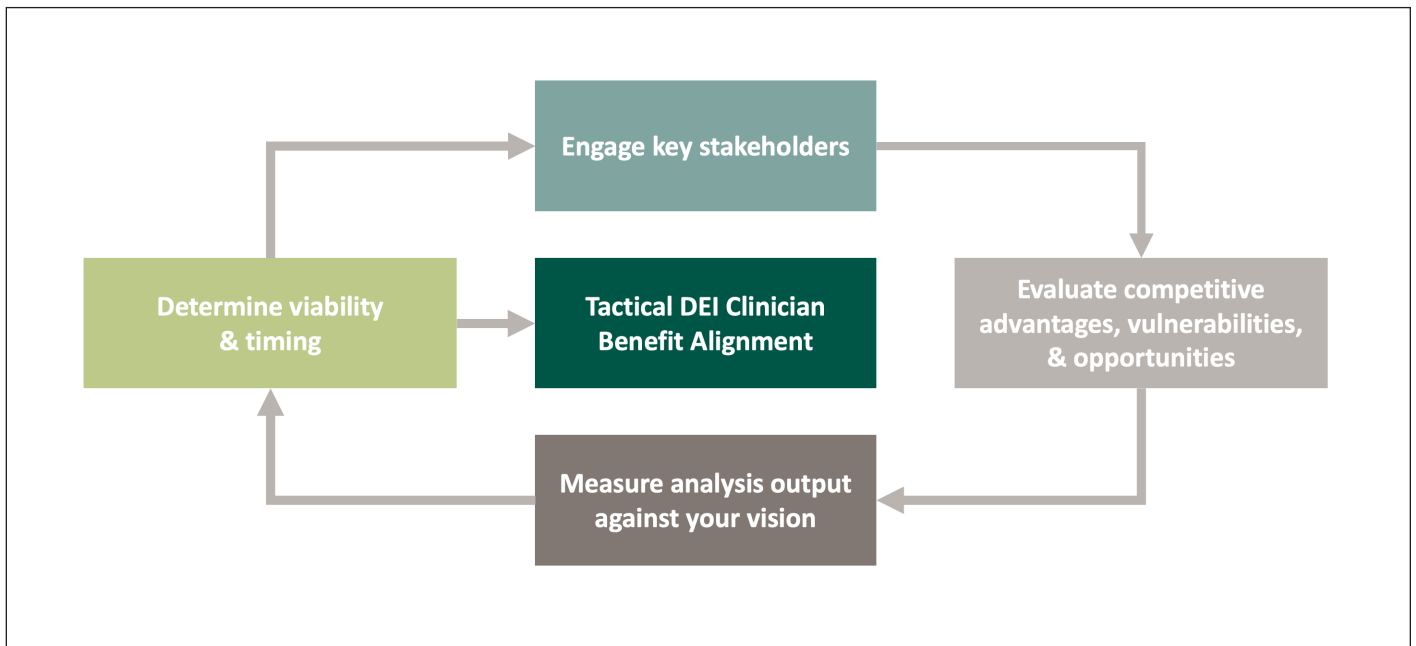 Engage key stakeholders
Determine viability
& timing
Tactical DEI Clinician
Benefit Alignment
Evaluate competitive
advantages, vulnerabilities,
& opportunities
Measure analysis output
against your vision